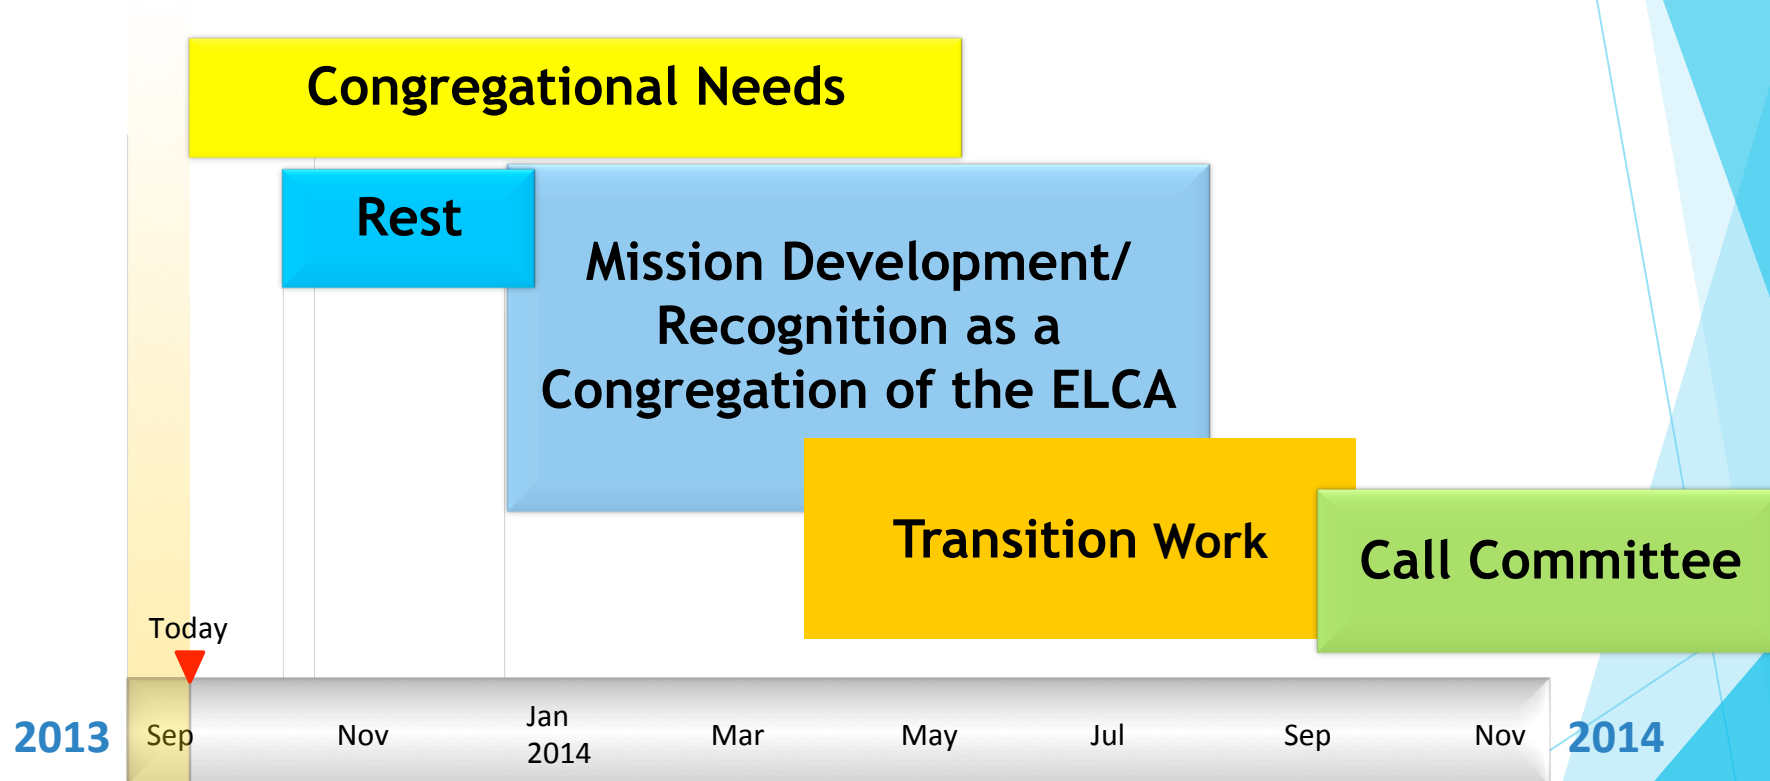 Congregational Needs
Rest
Mission Development/
Recognition as a
Congregation of the ELCA
Transition Work
Call Committee
Today
2013
Sep
Nov
Jan
2014
Mar
May
Jul
Sep
Nov
2014